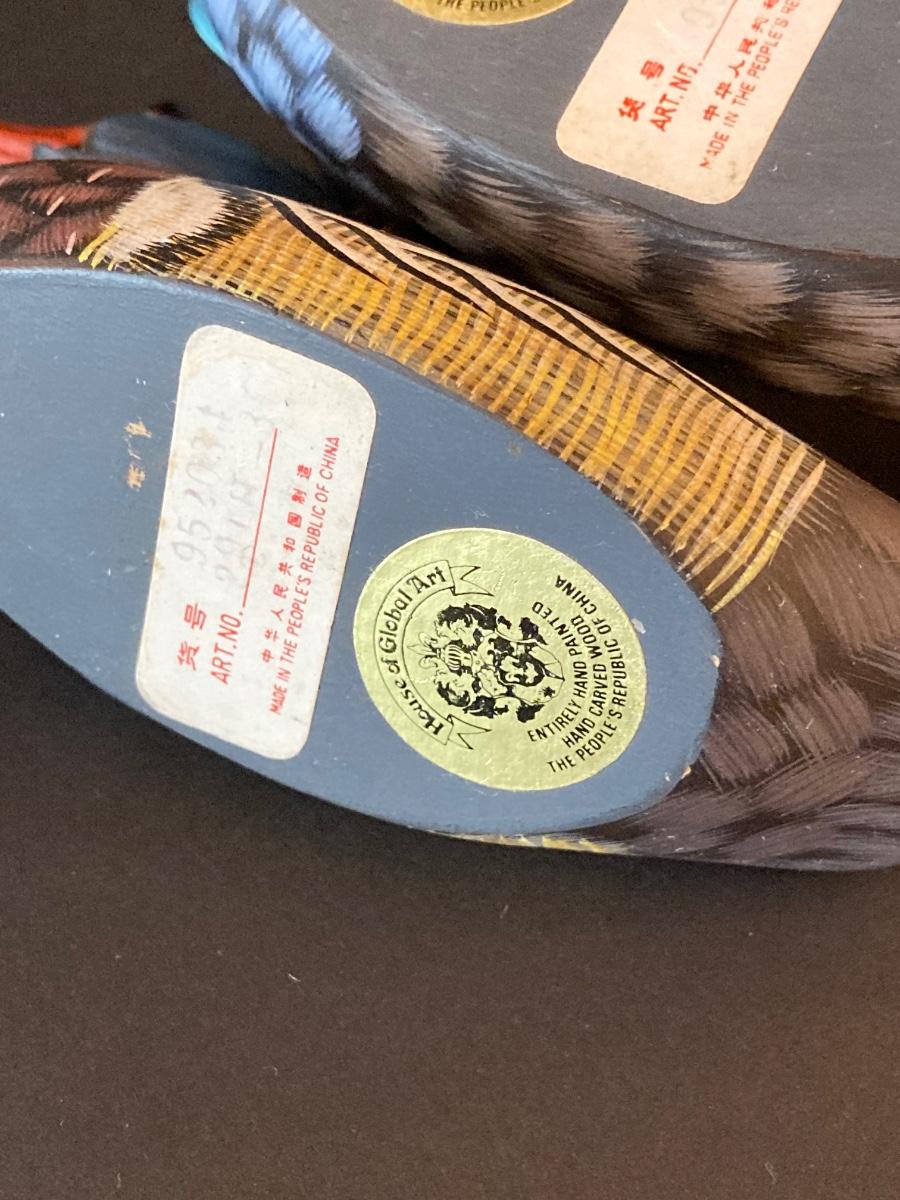 THE PEOPLE'S
货号
ART.NO.
中华人民共和
MADE IN THE PEOPLE'S RE
货号
ART.NO.
中华人民共和国制造
MADE IN THE PEOPLE'S REPUBLIC OF CHINA
House of Global Art
ENTIRELY HAND PAINTED
HAND CARVED WOOD
THE PEOPLE'S REPUBLIC OF CHINA